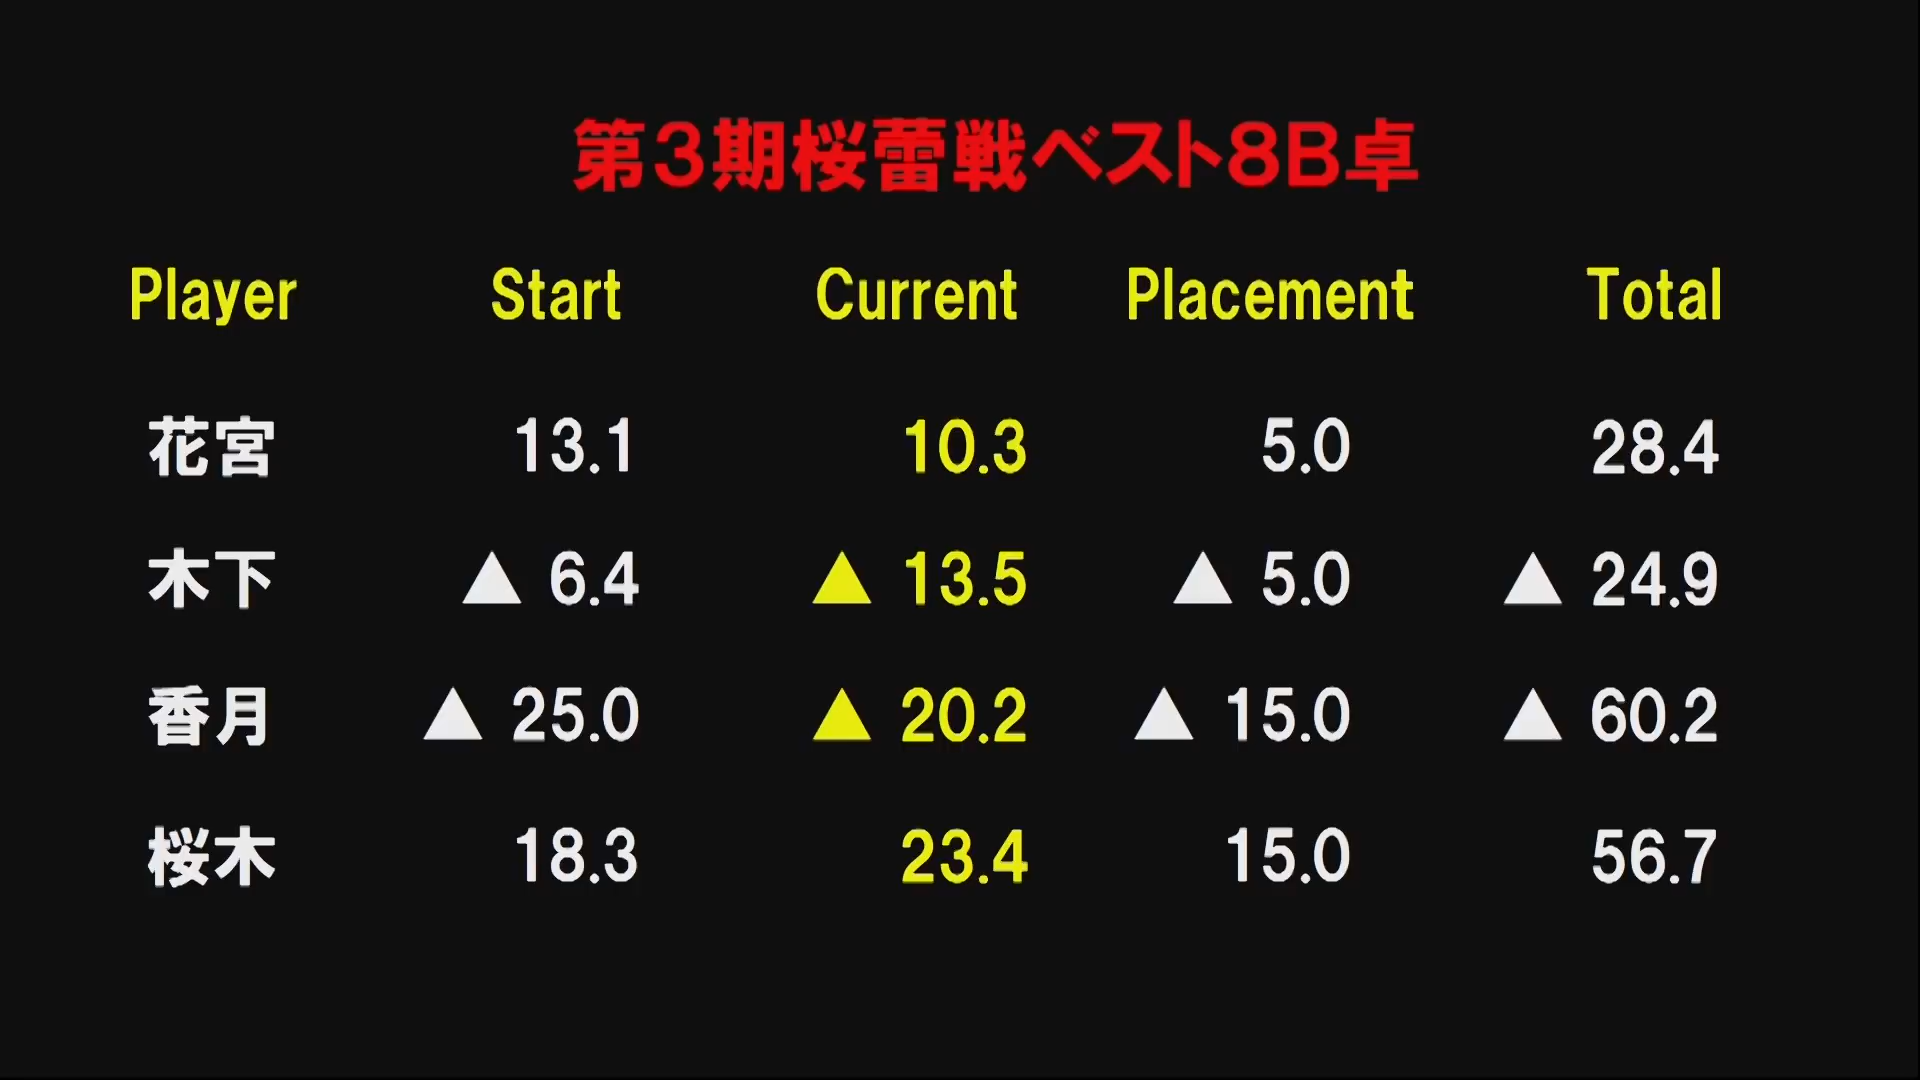 第3期桜蕾戦ベスト8B卓
Player Start Current Placement Total
花宮 13.1 10.3 5.0 28.4
木下 ▲ 6.4 ▲ 13.5 ▲ 5.0 ▲ 24.9
香月 ▲ 25.0 ▲ 20.2 ▲ 15.0 ▲ 60.2
桜木 18.3 23.4 15.0 56.7